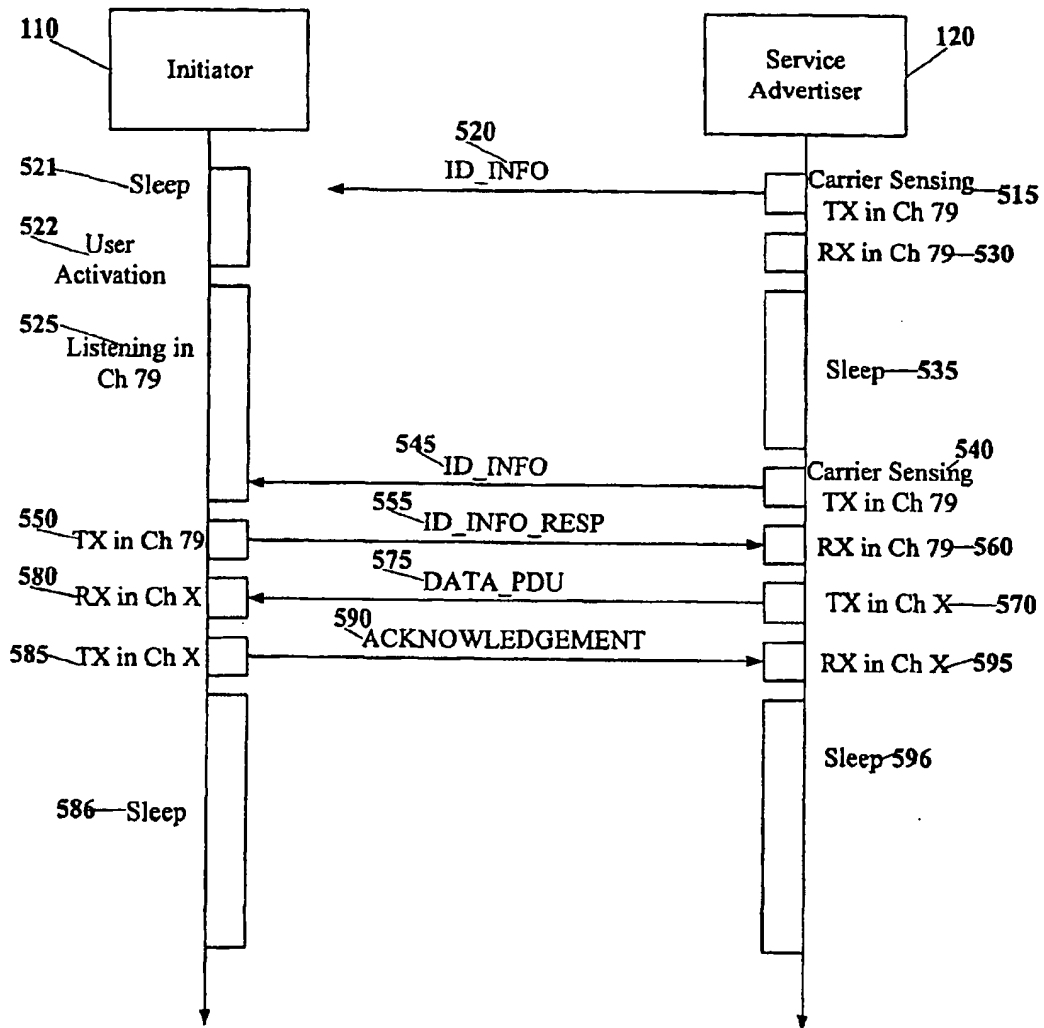 110
Initiator
120
Service
Advertiser
520
ID_INFO
521
Sleep
Carrier Sensing
515
TX in Ch 79
522
User
Activation
RX in Ch 79
530
525
Listening in
Ch 79
Sleep
535
545
ID_INFO
540
Carrier Sensing
TX in Ch 79
550
TX in Ch 79
555
ID_INFO_RESP
RX in Ch 79
560
580
RX in Ch X
575
DATA_PDU
TX in Ch X
570
585
TX in Ch X
590
ACKNOWLEDGEMENT
RX in Ch X
595
Sleep
596
586
Sleep